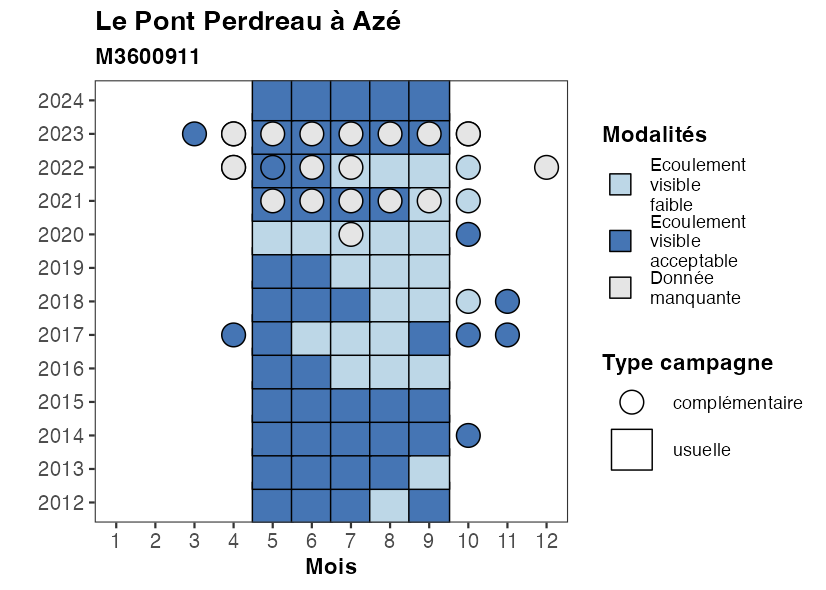 Le Pont Perdreau à Azé
M3600911
2024
2023
2022
2021
2020
2019
2018
2017
2016
2015
2014
2013
2012
1 2 3 4 5 6 7 8 9 10 11 12
Mois
Modalités
Ecoulement
visible
faible
Ecoulement
visible
acceptable
Donnée
manquante
Type campagne
complémentaire
usuelle